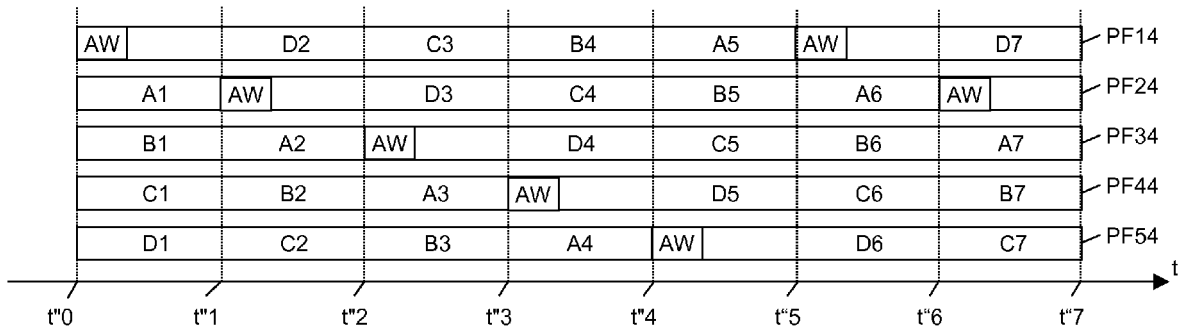 AW D2 C3 B4 A5 AW D7 PF14
A1 AW D3 C4 B5 A6 AW PF24
B1 A2 AW D4 C5 B6 A7 PF34
C1 B2 A3 AW D5 C6 B7 PF44
D1 C2 B3 A4 AW D6 C7 PF54
t
t"0 t"1 t"2 t"3 t"4 t“5 t“6 t“7